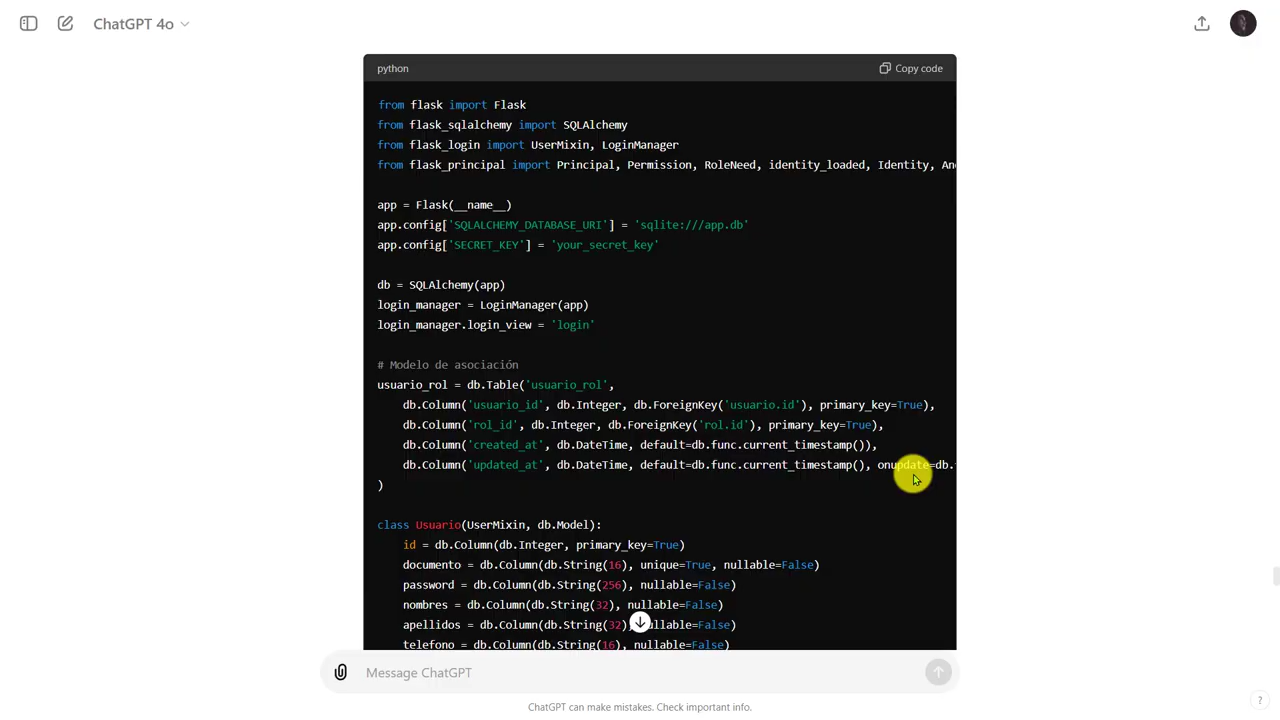 ChatGPT 4o
python
Copy code
from flask import Flask
from flask_sqlalchemy import SQLAlchemy
from flask_login import UserMixin, LoginManager
from flask_principal import Principal, Permission, RoleNeed, identity_loaded, Identity, An
app = Flask(__name__)
app.config['SQLALCHEMY_DATABASE_URI'] = 'sqlite:///app.db'
app.config['SECRET_KEY'] = 'your_secret_key'
db = SQLAlchemy(app)
login_manager = LoginManager(app)
login_manager.login_view = 'login'
# Modelo de asociación
usuario_rol = db.Table('usuario_rol',
    db.Column('usuario_id', db.Integer, db.ForeignKey('usuario.id'), primary_key=True),
    db.Column('rol_id', db.Integer, db.ForeignKey('rol.id'), primary_key=True),
    db.Column('created_at', db.DateTime, default=db.func.current_timestamp()),
    db.Column('updated_at', db.DateTime, default=db.func.current_timestamp(), onupdate=db.
)
class Usuario(UserMixin, db.Model):
    id = db.Column(db.Integer, primary_key=True)
    documento = db.Column(db.String(16), unique=True, nullable=False)
    password = db.Column(db.String(256), nullable=False)
    nombres = db.Column(db.String(32), nullable=False)
    apellidos = db.Column(db.String(32) ullable=False)
    telefono = db.Column(db.String(16), nullable=False)
Message ChatGPT
ChatGPT can make mistakes. Check important info.
?